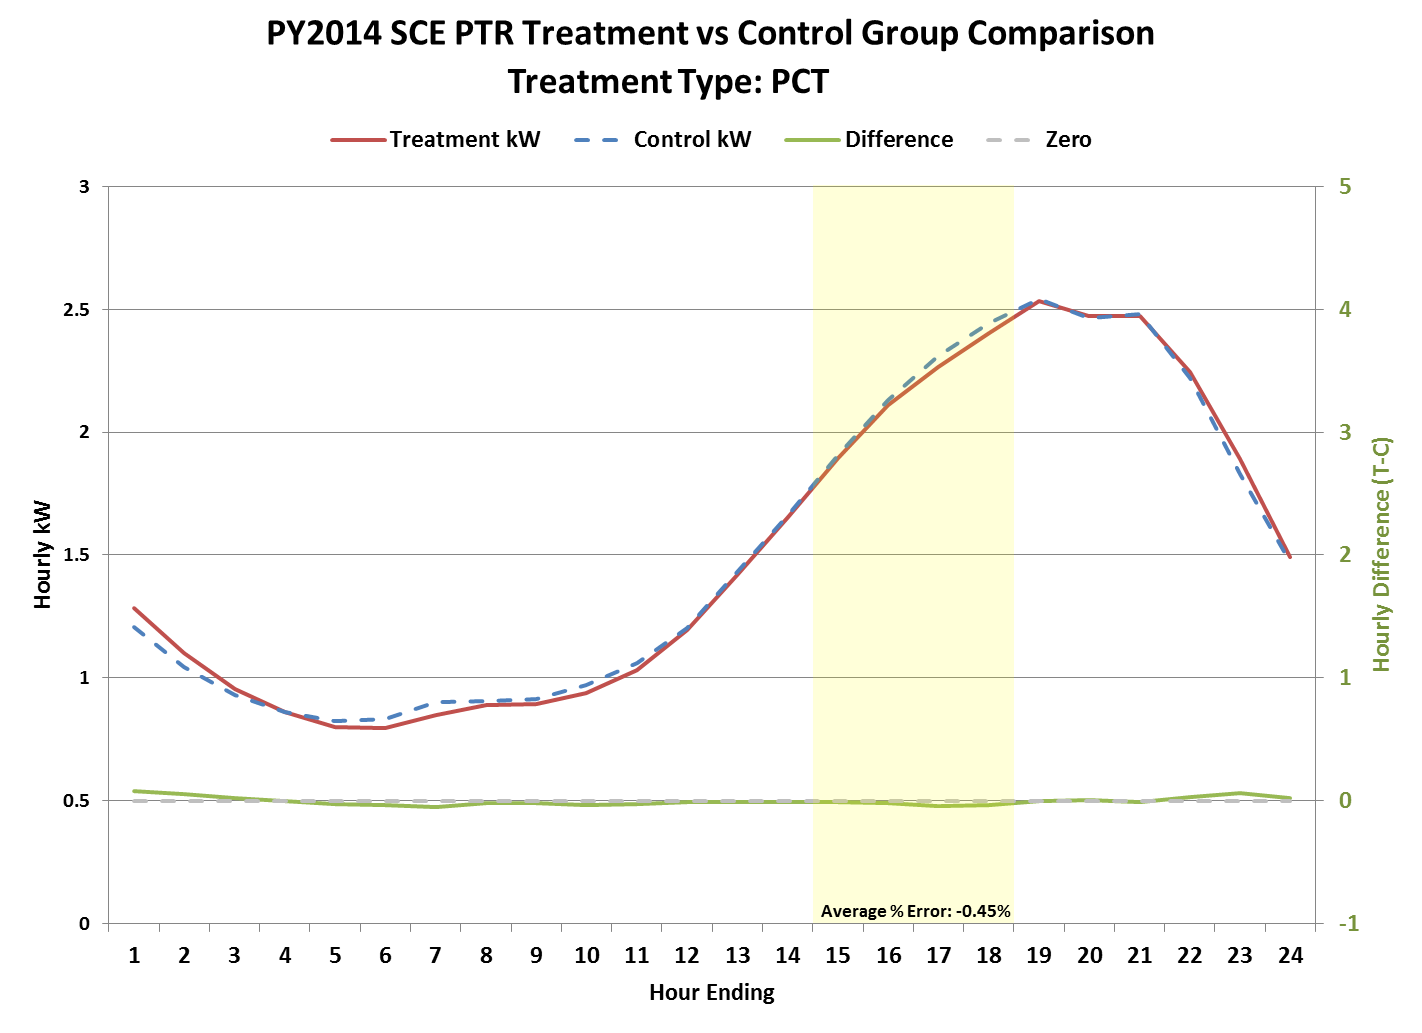 PY2014 SCE PTR Treatment vs Control Group Comparison
Treatment Type: PCT
Treatment kW Control kW Difference Zero
3 5
2.5 4
2 3
1.5 2
1 1
0.5 0
0 -1
Hourly kW
Hourly Difference (T-C)
Average % Error: -0.45%
1 2 3 4 5 6 7 8 9 10 11 12 13 14 15 16 17 18 19 20 21 22 23 24
Hour Ending